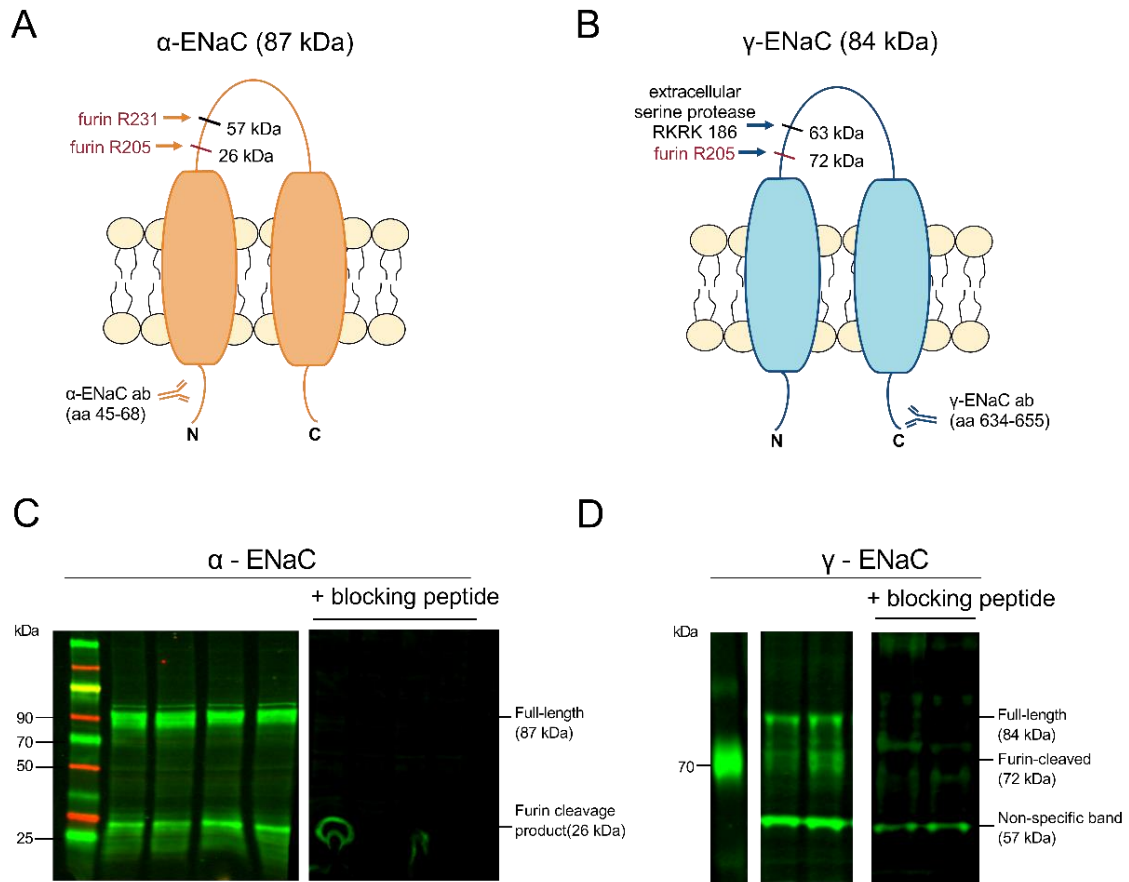 A
α-ENaC (87 kDa)
furin R231
57 kDa
furin R205
26 kDa
α-ENaC ab
(aa 45-68)
N
C
B
γ-ENaC (84 kDa)
extracellular
serine protease
RKRK 186
63 kDa
furin R205
72 kDa
γ-ENaC ab
(aa 634-655)
N
C
C
α - ENaC
+ blocking peptide
kDa
90
70
50
25
Full-length
(87 kDa)
Furin cleavage
product(26 kDa)
D
γ - ENaC
+ blocking peptide
kDa
70
Full-length
(84 kDa)
Furin-cleaved
(72 kDa)
Non-specific band
(57 kDa)